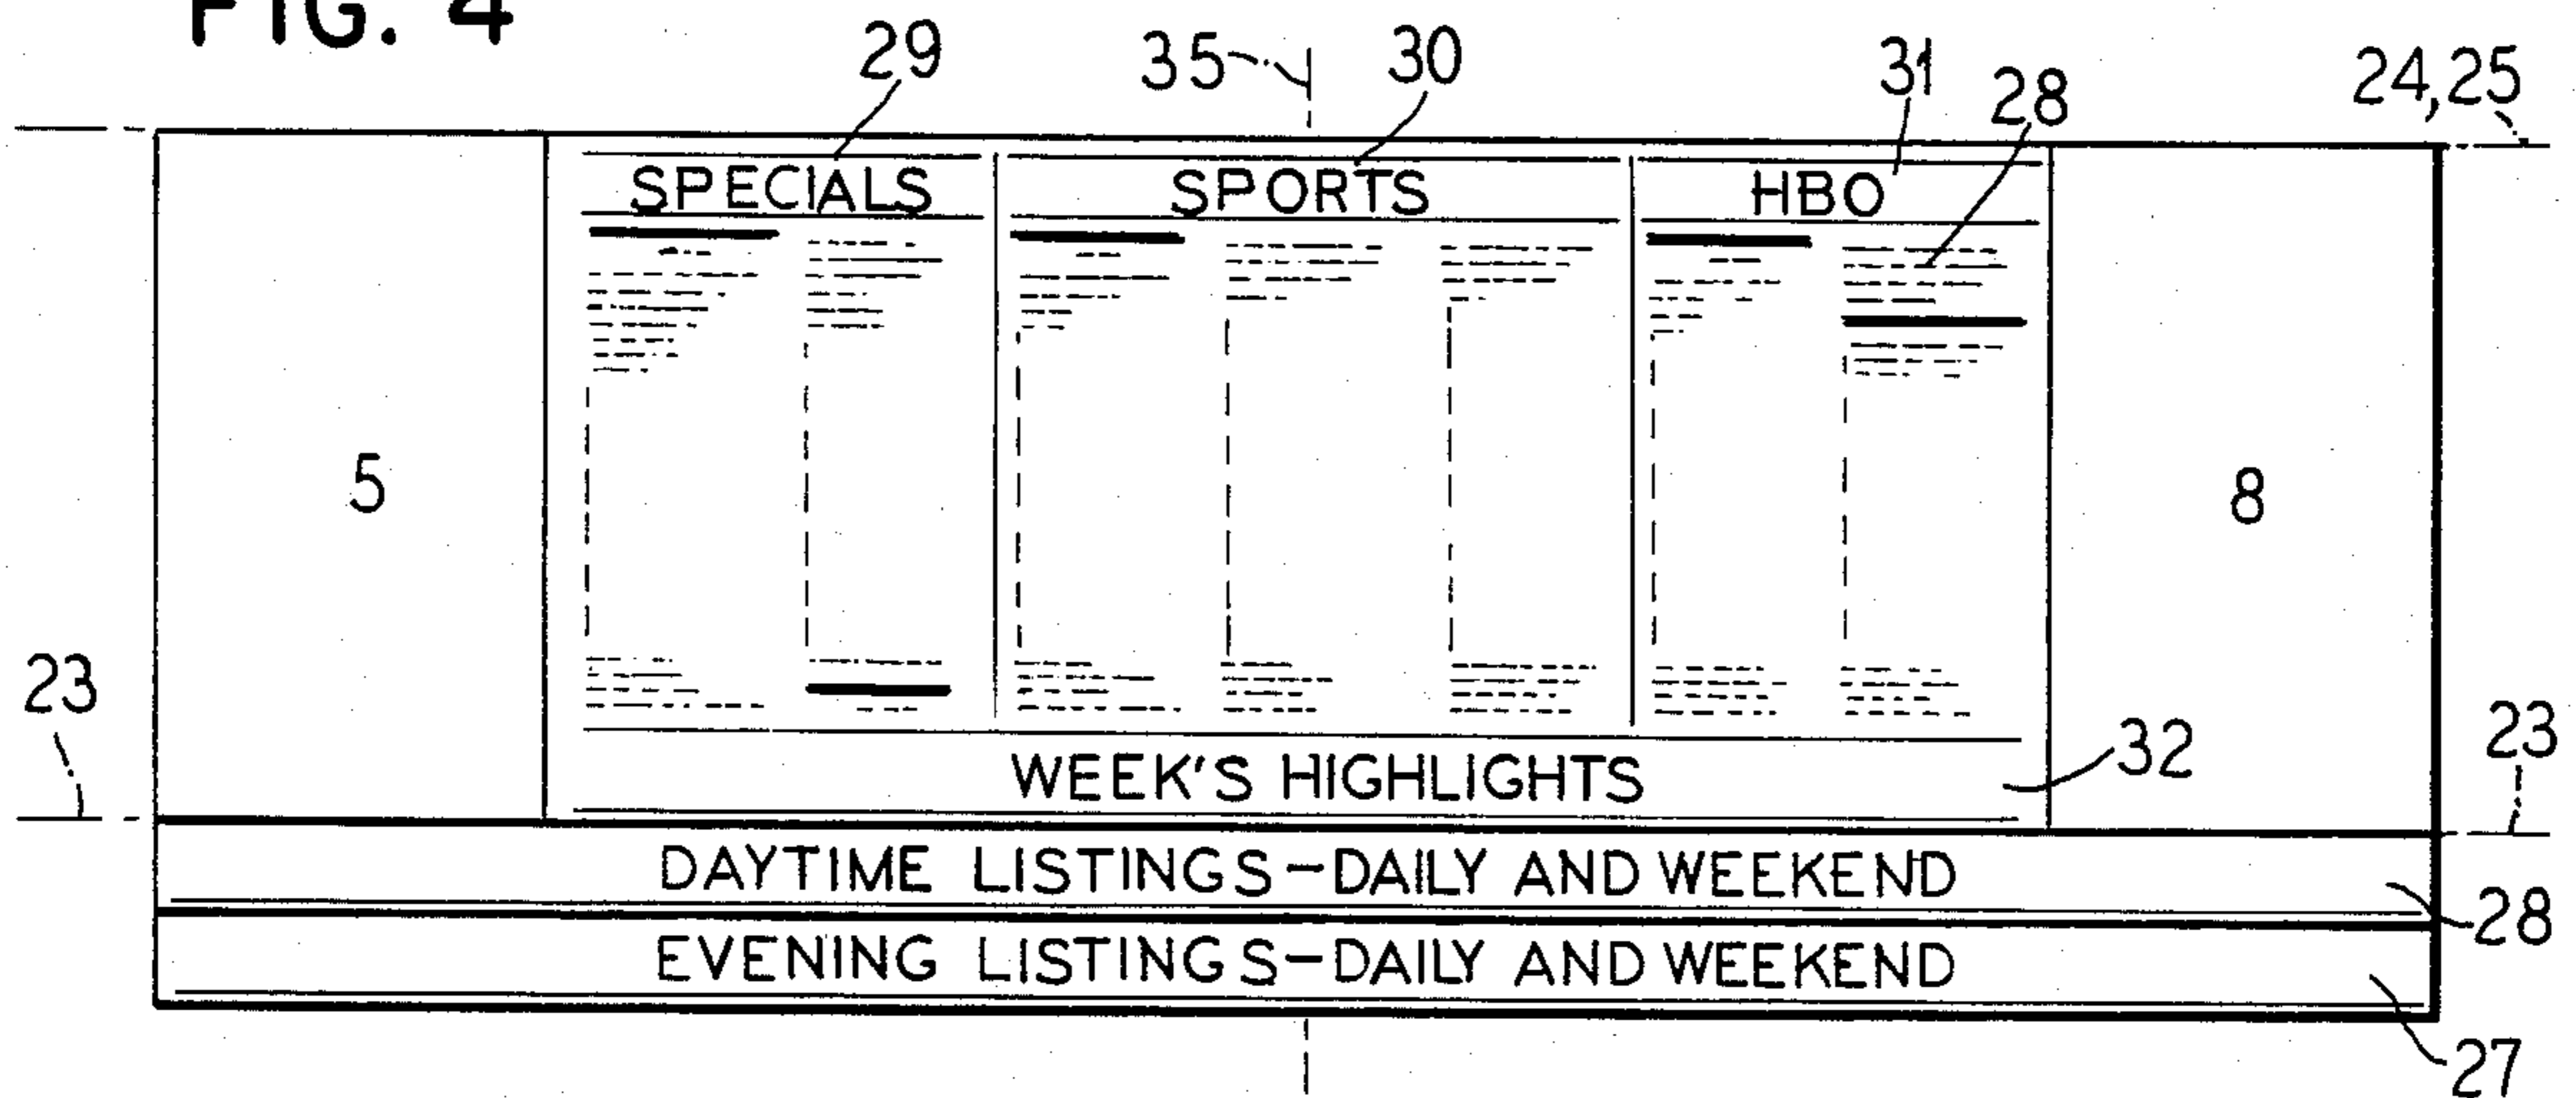 FIG. 4
29 35 30 31 28 24,25
SPECIALS SPORTS HBO
5 8
23 23
WEEK'S HIGHLIGHTS 32
DAYTIME LISTINGS-DAILY AND WEEKEND 28
EVENING LISTINGS-DAILY AND WEEKEND 27